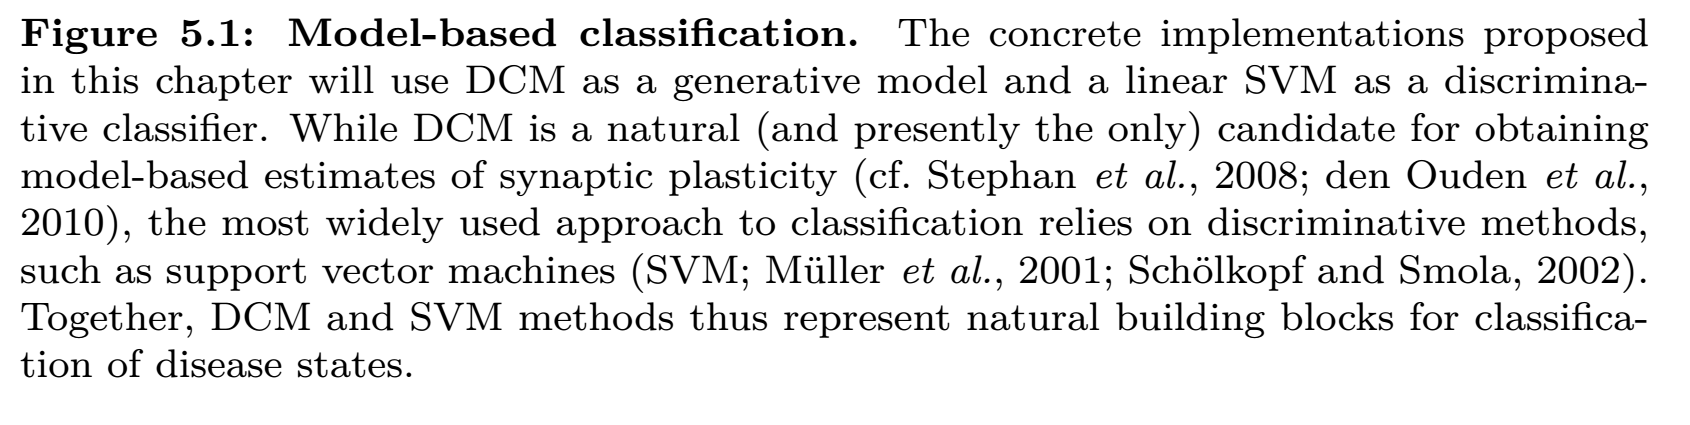 Figure 5.1: Model-based classification. The concrete implementations proposed
in this chapter will use DCM as a generative model and a linear SVM as a discrimina-
tive classifier. While DCM is a natural (and presently the only) candidate for obtaining
model-based estimates of synaptic plasticity (cf. Stephan et al., 2008; den Ouden et al.,
2010), the most widely used approach to classification relies on discriminative methods,
such as support vector machines (SVM; Müller et al., 2001; Schölkopf and Smola, 2002).
Together, DCM and SVM methods thus represent natural building blocks for classifica-
tion of disease states.